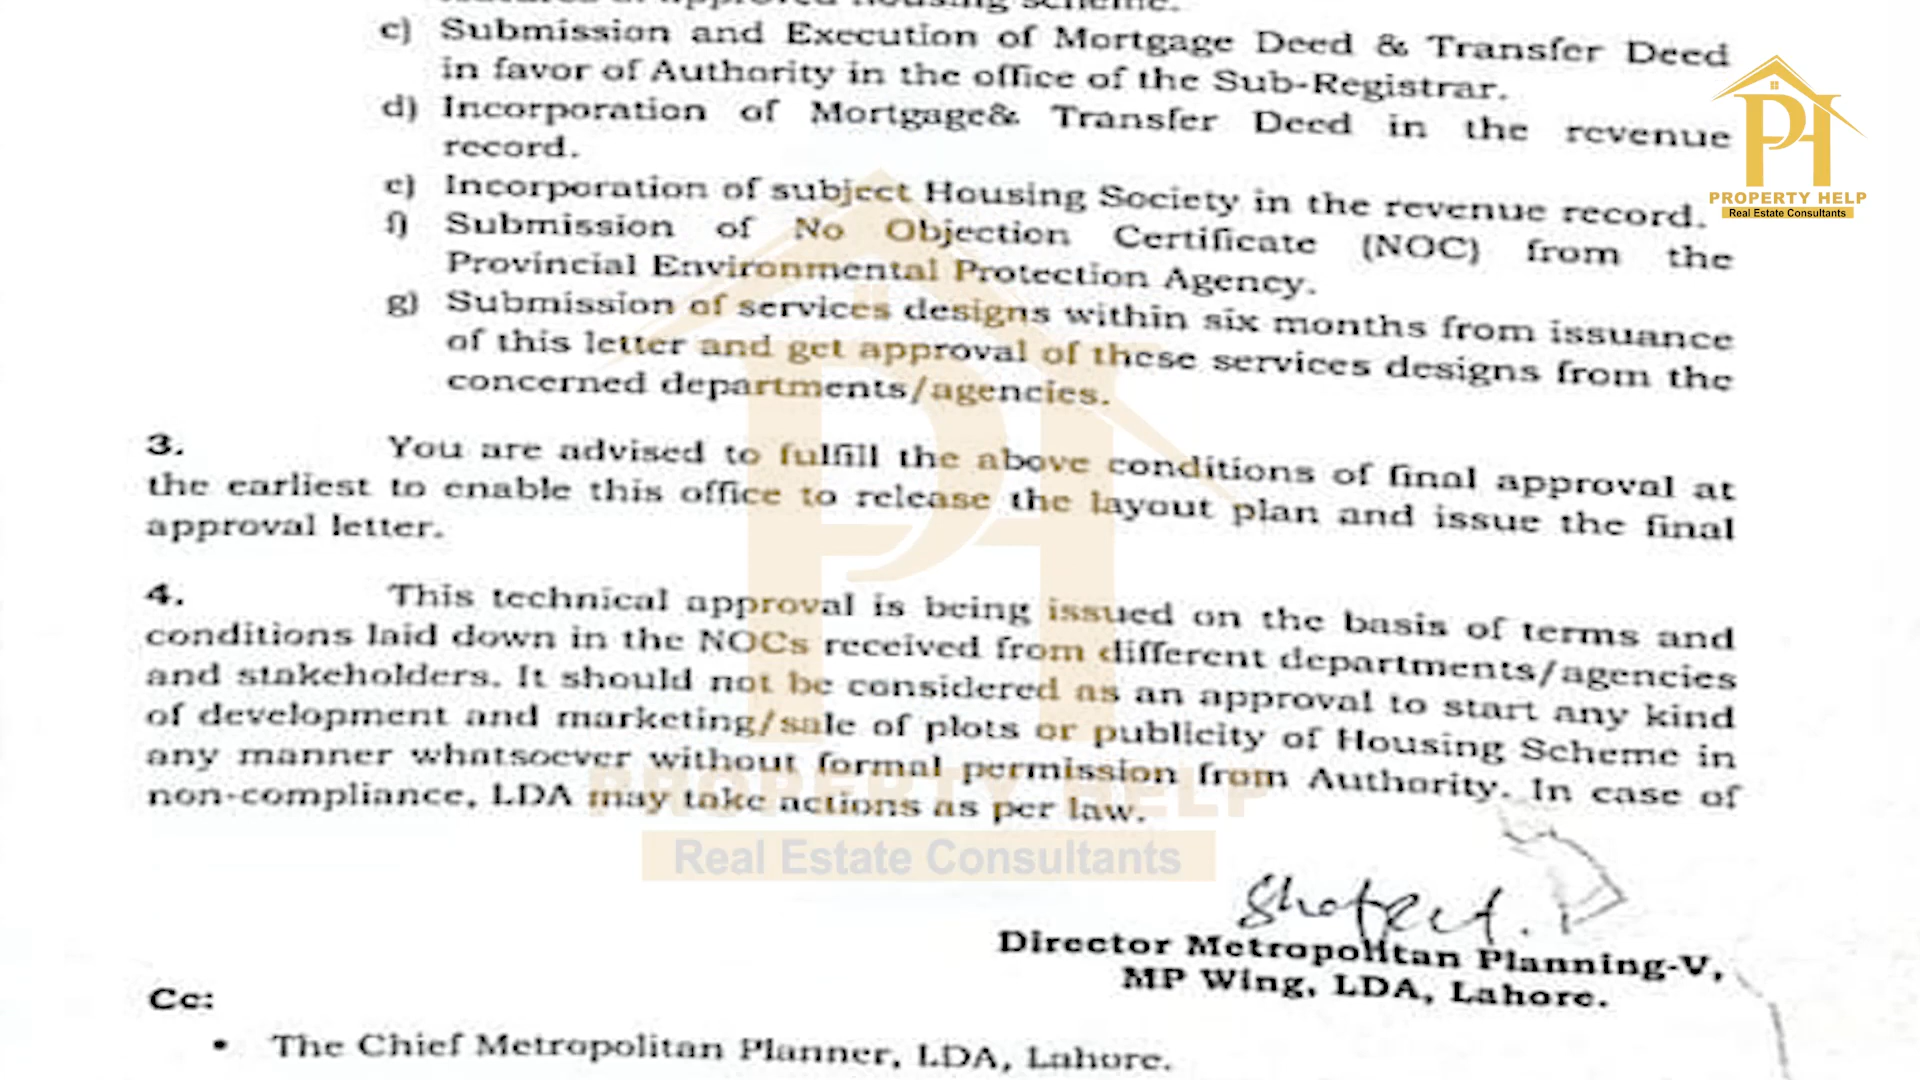 approved housing scheme.
c) Submission and Execution of Mortgage Deed & Transfer Deed
in favor of Authority in the office of the Sub-Registrar.
d) Incorporation of Mortgage& Transfer Deed in the revenue
record.
e) Incorporation of subject Housing Society in the revenue record.
f) Submission of No Objection Certificate (NOC) from the
Provincial Environmental Protection Agency.
g) Submission of services designs within six months from issuance
of this letter and get approval of these services designs from the
concerned departments/agencies.
3. You are advised to fulfill the above conditions of final approval at
the earliest to enable this office to release the layout plan and issue the final
approval letter.
4. This technical approval is being issued on the basis of terms and
conditions laid down in the NOCs received from different departments/agencies
and stakeholders. It should not be considered as an approval to start any kind
of development and marketing/sale of plots or publicity of Housing Scheme in
any manner whatsoever without formal permission from Authority. In case of
non-compliance, LDA may take actions as per law.
Director Metropolitan Planning-V,
MP Wing, LDA, Lahore.
Cc:
• The Chief Metropolitan Planner, LDA, Lahore.
PH
PROPERTY HELP
Real Estate Consultants
PH
PROPERTY HELP
Real Estate Consultants